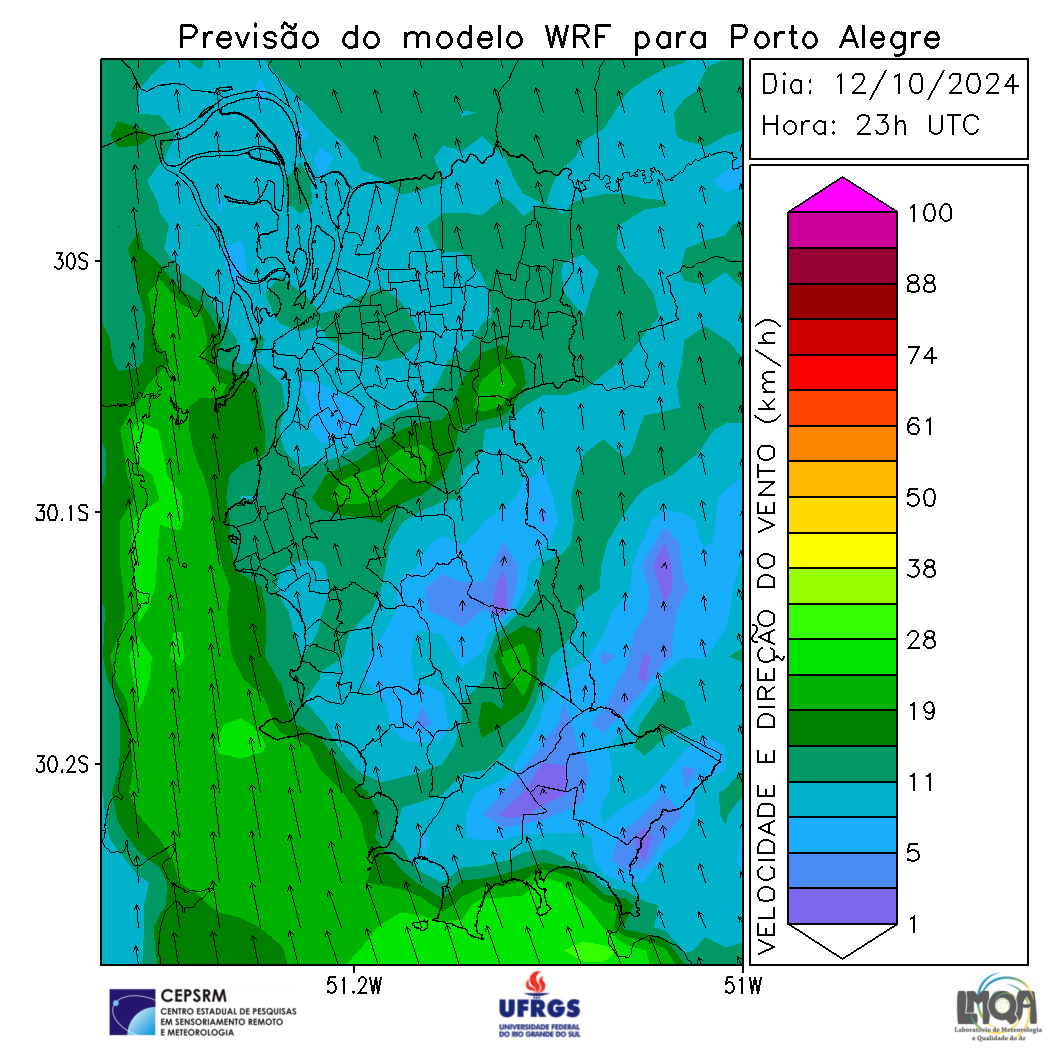 Previsão do modelo WRF para Porto Alegre
Dia: 12/10/2024
Hora: 23h UTC
30S
30.1S
30.2S
51.2W
51W
VELOCIDADE E DIREÇÃO DO VENTO (km/h)
100
88
74
61
50
38
28
19
11
5
1
CEPSRM
CENTRO ESTADUAL DE PESQUISAS
EM SENSORIAMENTO REMOTO
E METEOROLOGIA
UFRGS
UNIVERSIDADE FEDERAL
DO RIO GRANDE DO SUL
LMQA
Laboratório de Meteorologia
e Qualidade do Ar